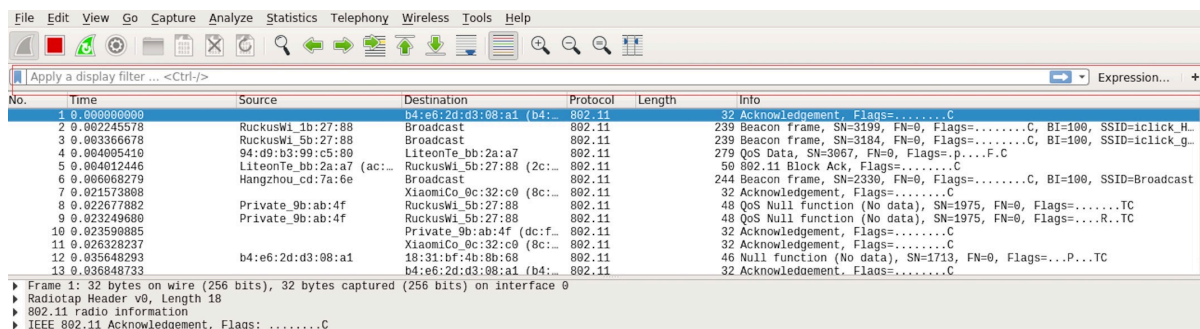 File Edit View Go Capture Analyze Statistics Telephony Wireless Tools Help
Apply a display filter ... <Ctrl-/> Expression... +
No. Time Source Destination Protocol Length Info
1 0.000000000 b4:e6:2d:d3:08:a1 (b4:… 802.11 32 Acknowledgement, Flags=........C
2 0.002245578 RuckusWi_1b:27:88 Broadcast 802.11 239 Beacon frame, SN=3199, FN=0, Flags=........C, BI=100, SSID=iclick_H…
3 0.003366678 RuckusWi_5b:27:88 Broadcast 802.11 239 Beacon frame, SN=3184, FN=0, Flags=........C, BI=100, SSID=iclick_g…
4 0.004005410 94:d9:b3:99:c5:80 LiteonTe_bb:2a:a7 802.11 279 QoS Data, SN=3067, FN=0, Flags=.p....F.C
5 0.004012446 LiteonTe_bb:2a:a7 (ac:… RuckusWi_5b:27:88 (2c:… 802.11 50 802.11 Block Ack, Flags=........C
6 0.006068279 Hangzhou_cd:7a:6e Broadcast 802.11 244 Beacon frame, SN=2330, FN=0, Flags=........C, BI=100, SSID=Broadcast
7 0.021573808 XiaomiCo_0c:32:c0 (8c:… 802.11 32 Acknowledgement, Flags=........C
8 0.022677882 Private_9b:ab:4f RuckusWi_5b:27:88 802.11 48 QoS Null function (No data), SN=1975, FN=0, Flags=.......TC
9 0.023249680 Private_9b:ab:4f RuckusWi_5b:27:88 802.11 48 QoS Null function (No data), SN=1975, FN=0, Flags=....R..TC
10 0.023590885 Private_9b:ab:4f (dc:f… 802.11 32 Acknowledgement, Flags=........C
11 0.026328237 XiaomiCo_0c:32:c0 (8c:… 802.11 32 Acknowledgement, Flags=........C
12 0.035648293 b4:e6:2d:d3:08:a1 18:31:bf:4b:8b:68 802.11 46 Null function (No data), SN=1713, FN=0, Flags=...P...TC
13 0.036848733 b4:e6:2d:d3:08:a1 (b4:… 802.11 32 Acknowledgement, Flags=........C
Frame 1: 32 bytes on wire (256 bits), 32 bytes captured (256 bits) on interface 0
Radiotap Header v0, Length 18
802.11 radio information
IEEE 802.11 Acknowledgement, Flags: ........C